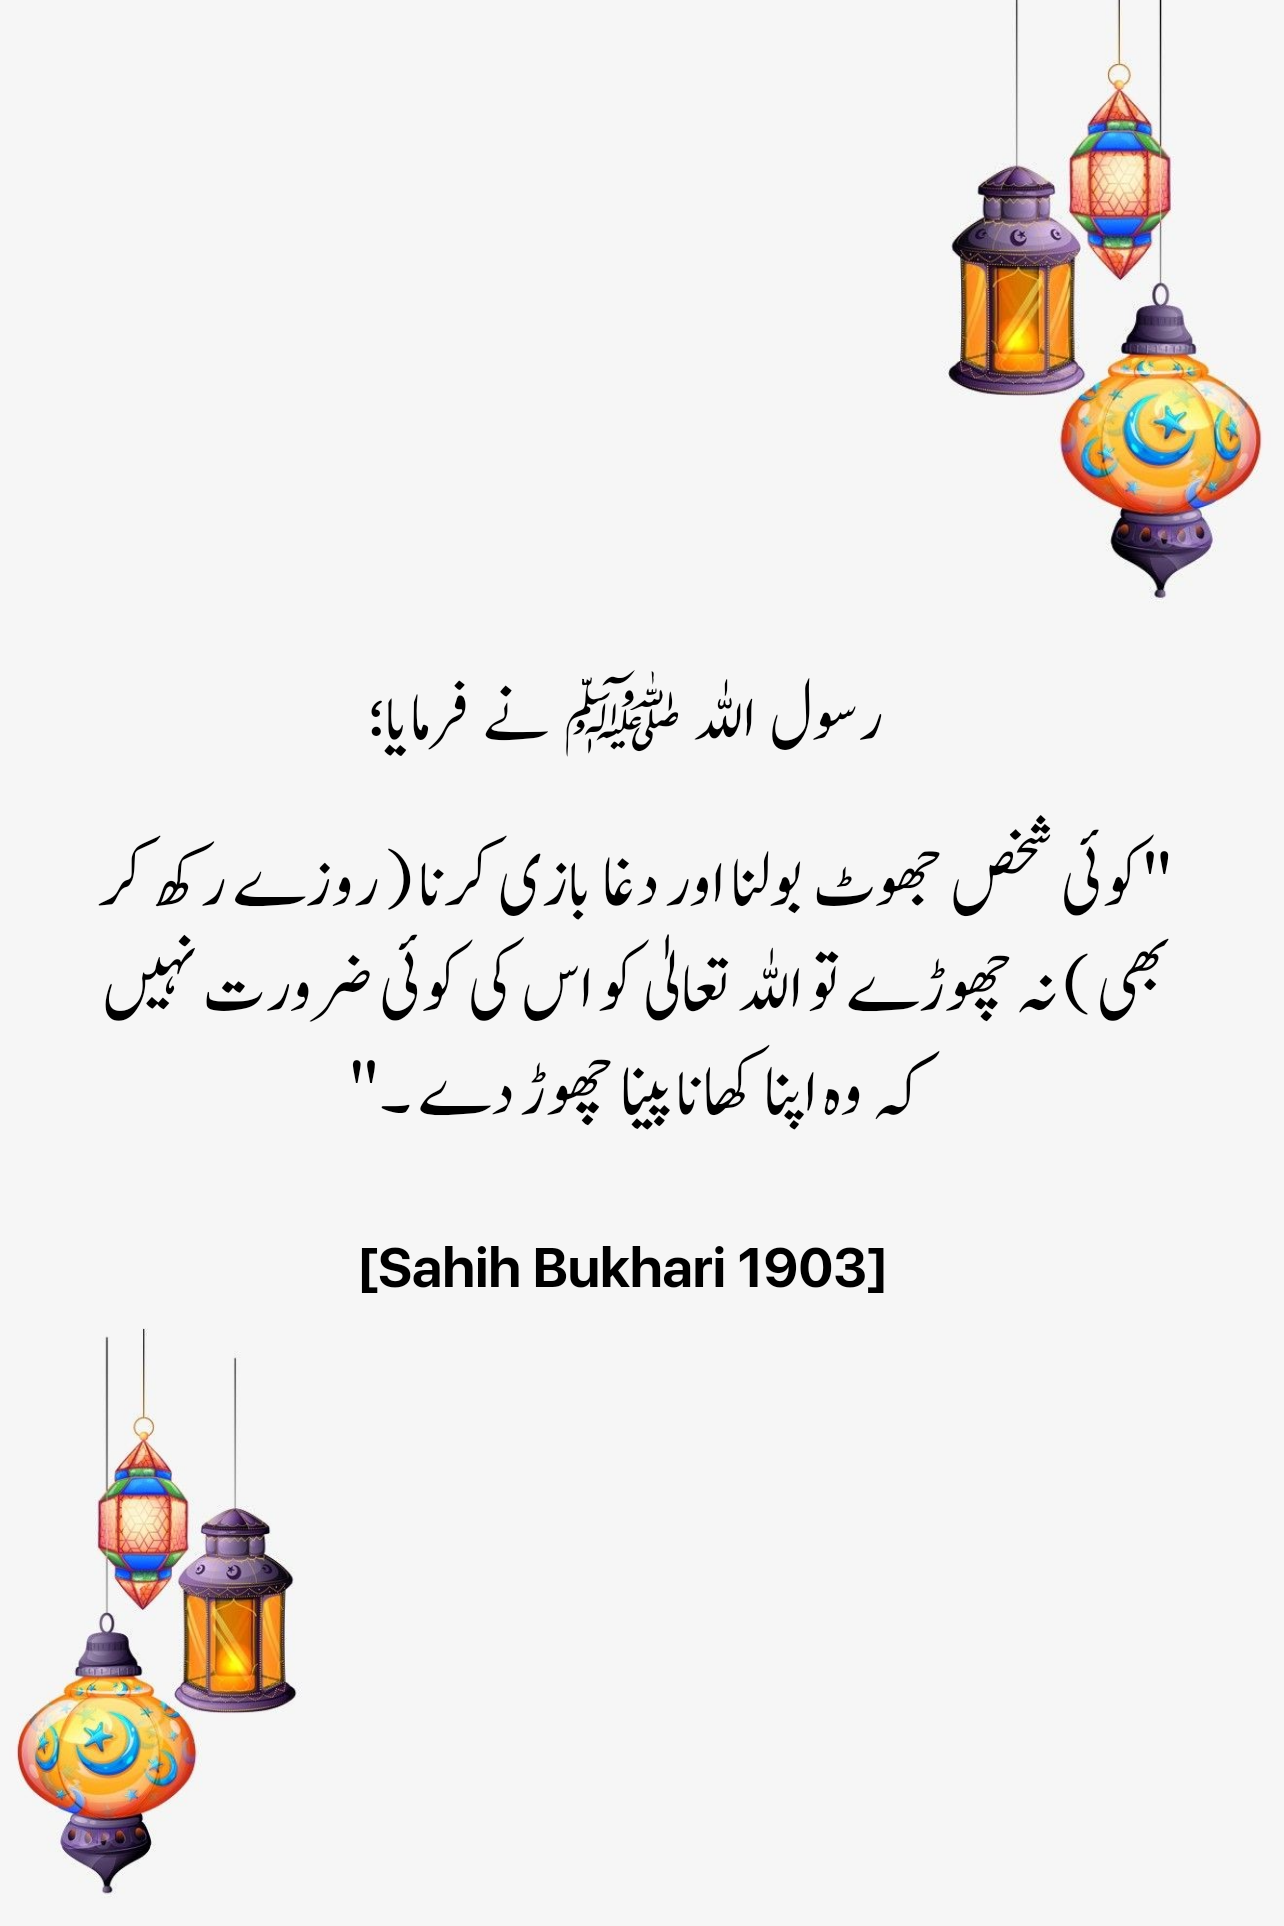 رسول اللہ ﷺ نے فرمایا؛
"کوئی شخص جھوٹ بولنا اور دغا بازی کرنا (روزے رکھ کر
بھی) نہ چھوڑے تو اللہ تعالیٰ کو اس کی کوئی ضرورت نہیں
کہ وہ اپنا کھانا پینا چھوڑ دے۔"
[Sahih Bukhari 1903]